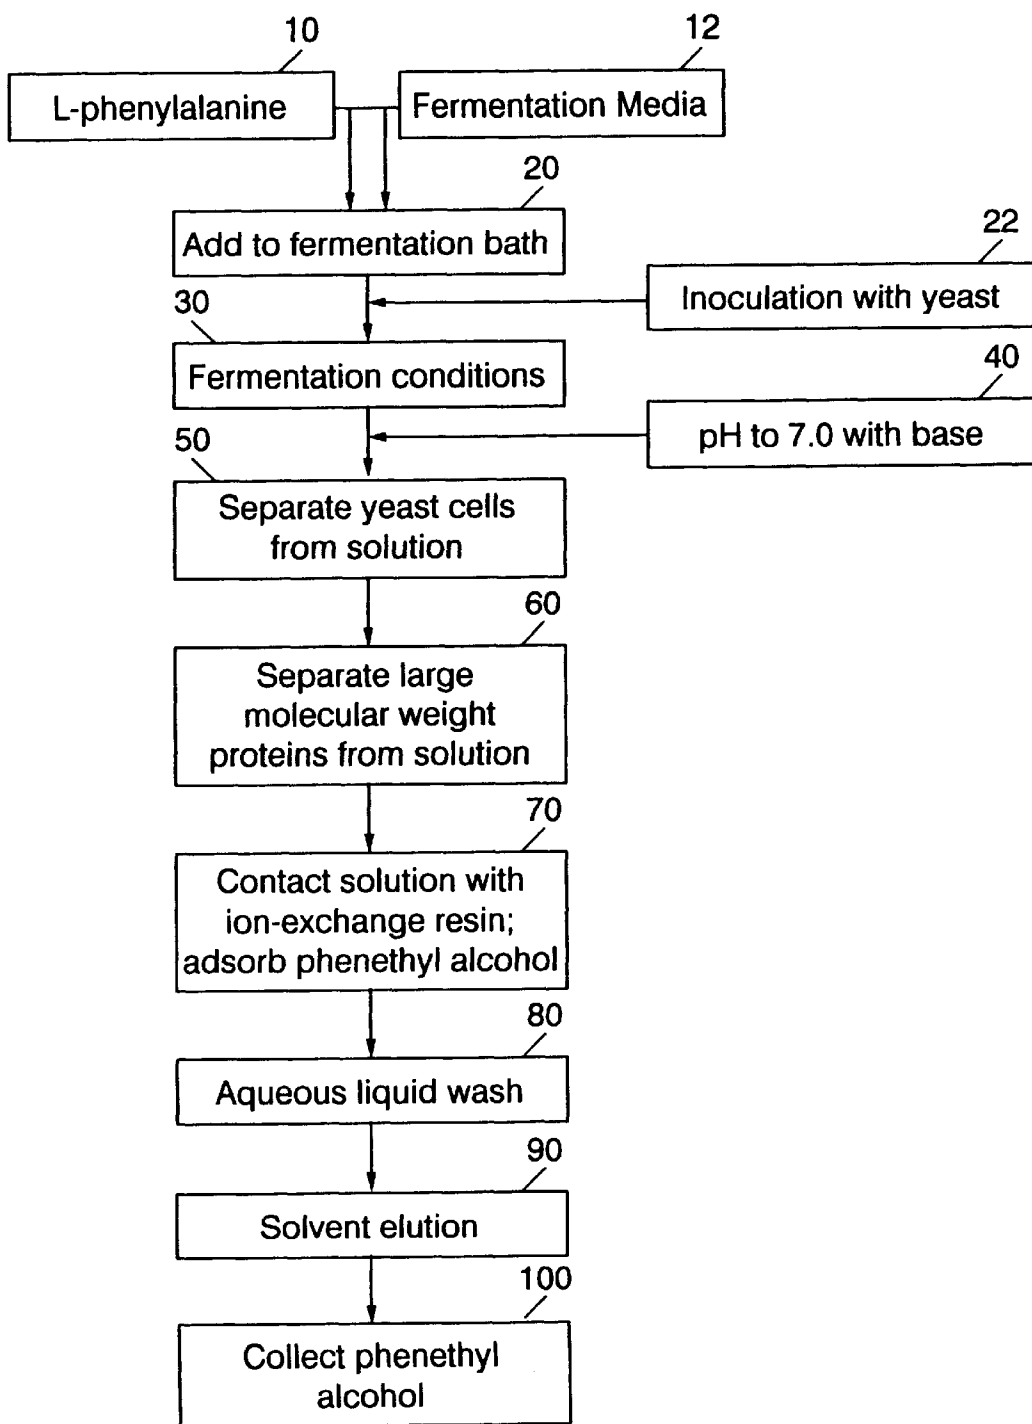 10
12
L-phenylalanine
Fermentation Media
20
Add to fermentation bath
22
Inoculation with yeast
30
Fermentation conditions
40
pH to 7.0 with base
50
Separate yeast cells
from solution
60
Separate large
molecular weight
proteins from solution
70
Contact solution with
ion-exchange resin;
adsorb phenethyl alcohol
80
Aqueous liquid wash
90
Solvent elution
100
Collect phenethyl
alcohol